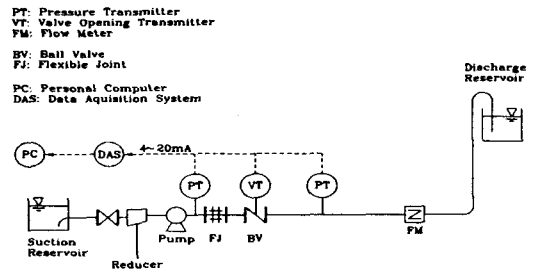 PT: Pressure Transmitter
VT: Valve Opening Transmitter
FM: Flow Meter
BV: Ball Valve
FJ: Flexible Joint
PC: Personal Computer
DAS: Data Aquisition System
Discharge
Reservoir
PC
DAS
4~20mA
PT
VT
PT
Suction
Reservoir
Reducer
Pump
FJ
BV
FM